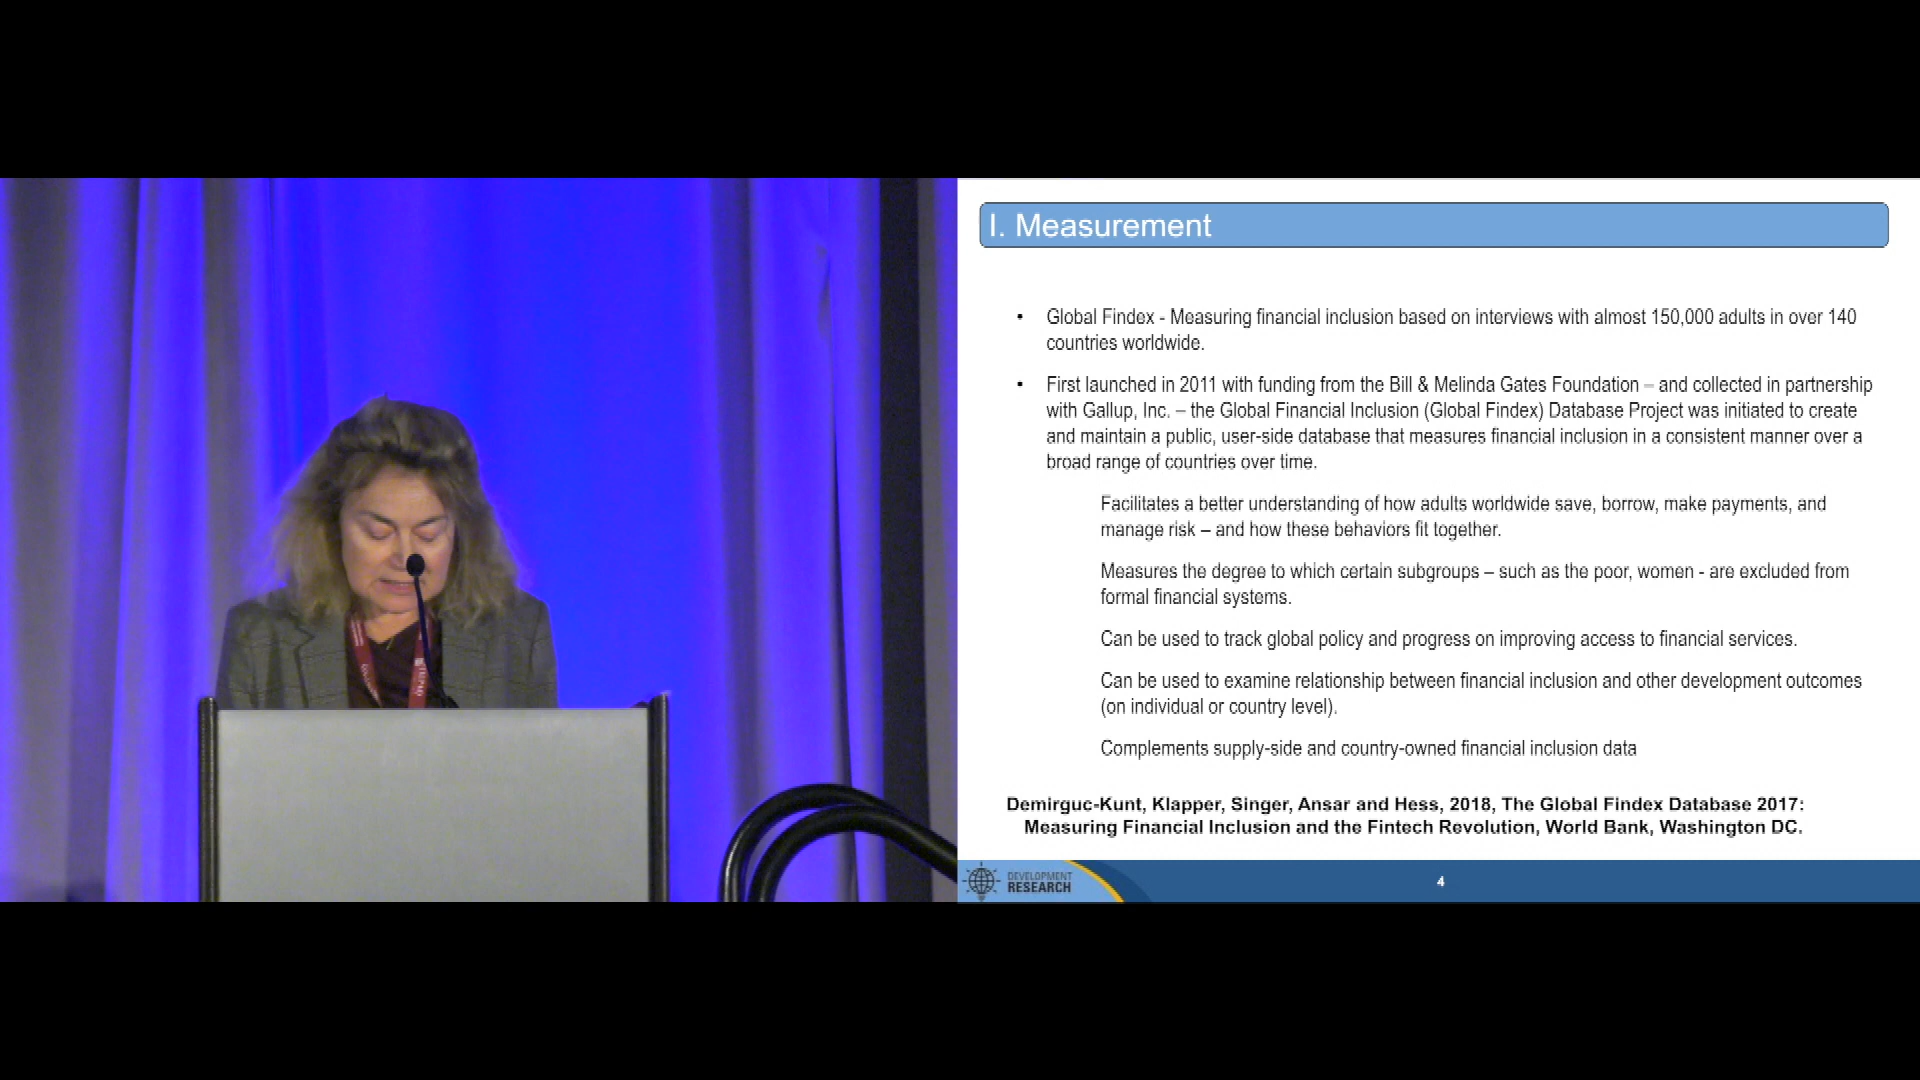 I. Measurement
• Global Findex - Measuring financial inclusion based on interviews with almost 150,000 adults in over 140
countries worldwide.
• First launched in 2011 with funding from the Bill & Melinda Gates Foundation – and collected in partnership
with Gallup, Inc. – the Global Financial Inclusion (Global Findex) Database Project was initiated to create
and maintain a public, user-side database that measures financial inclusion in a consistent manner over a
broad range of countries over time.
Facilitates a better understanding of how adults worldwide save, borrow, make payments, and
manage risk – and how these behaviors fit together.
Measures the degree to which certain subgroups – such as the poor, women - are excluded from
formal financial systems.
Can be used to track global policy and progress on improving access to financial services.
Can be used to examine relationship between financial inclusion and other development outcomes
(on individual or country level).
Complements supply-side and country-owned financial inclusion data
Demirguc-Kunt, Klapper, Singer, Ansar and Hess, 2018, The Global Findex Database 2017:
Measuring Financial Inclusion and the Fintech Revolution, World Bank, Washington DC.
DEVELOPMENT
RESEARCH
4